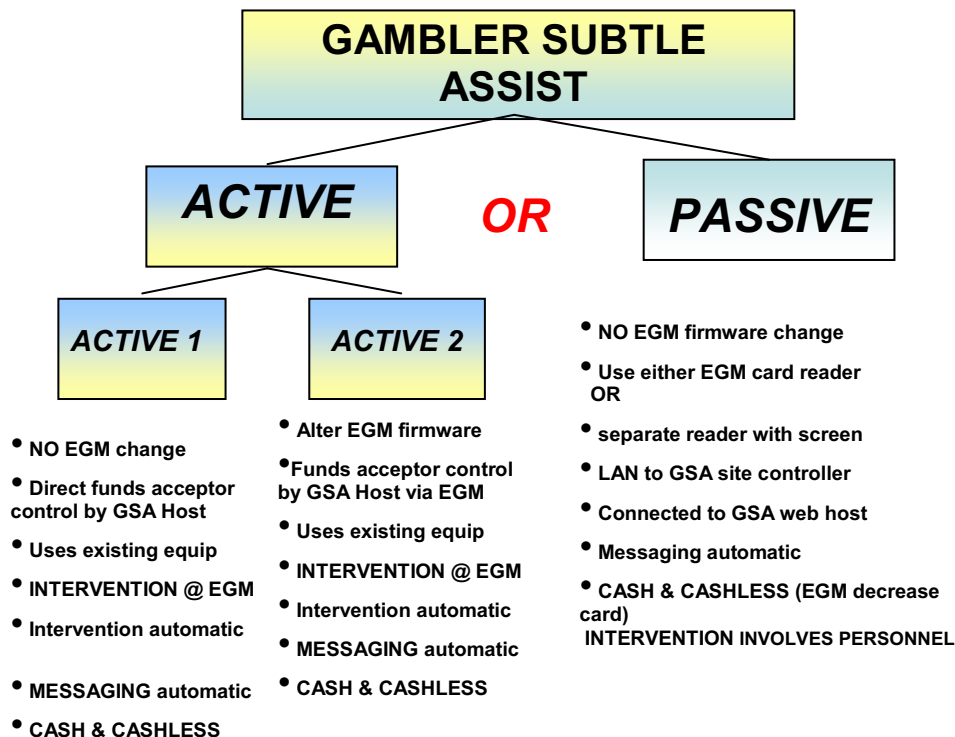 GAMBLER SUBTLE
ASSIST
ACTIVE
OR
PASSIVE
ACTIVE 1
ACTIVE 2
• NO EGM change
• Direct funds acceptor
control by GSA Host
• Uses existing equip
• INTERVENTION @ EGM
• Intervention automatic
• MESSAGING automatic
• CASH & CASHLESS
• Alter EGM firmware
•Funds acceptor control
by GSA Host via EGM
• Uses existing equip
• INTERVENTION @ EGM
• Intervention automatic
• MESSAGING automatic
• CASH & CASHLESS
• NO EGM firmware change
• Use either EGM card reader
OR
• separate reader with screen
• LAN to GSA site controller
• Connected to GSA web host
• Messaging automatic
• CASH & CASHLESS (EGM decrease
card)
INTERVENTION INVOLVES PERSONNEL